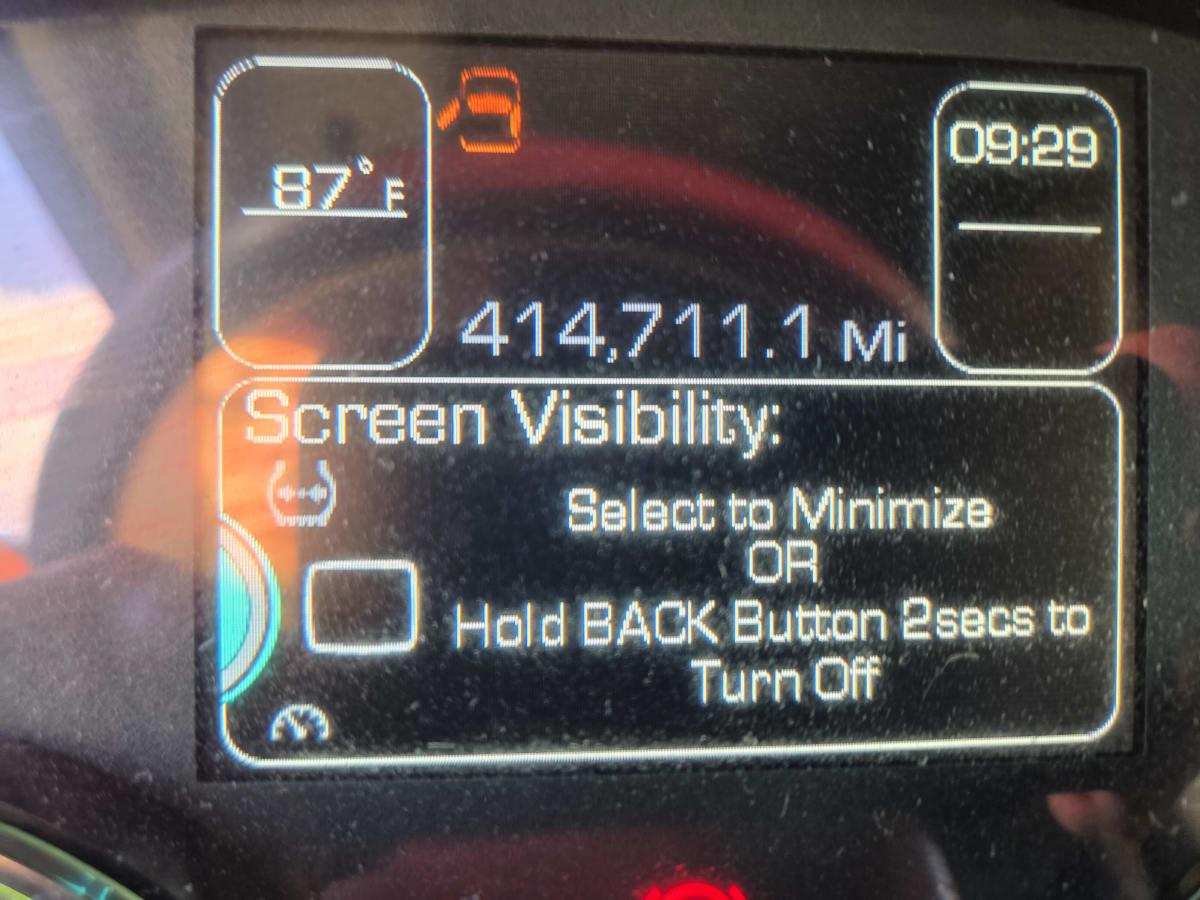 87°F
09:29
414,711.1 Mi
Screen Visibility:
Select to Minimize
OR
Hold BACK Button 2secs to
Turn Off